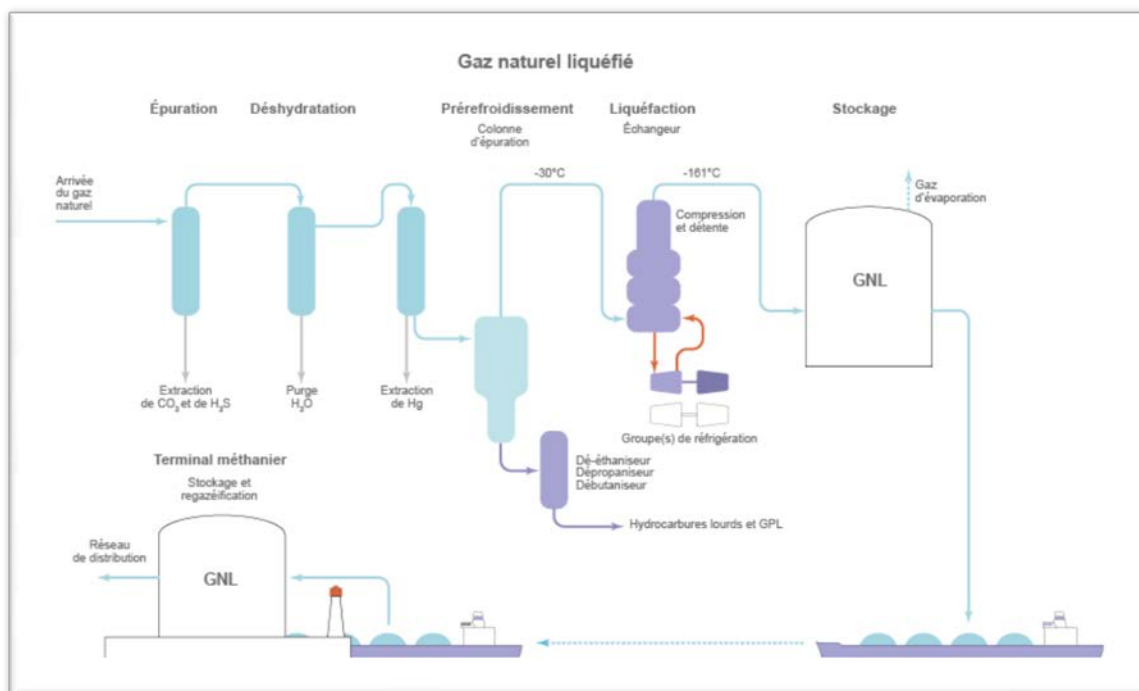 Gaz naturel liquéfié
Épuration
Déshydratation
Prérefroidissement
Colonne
d'épuration
Liquéfaction
Échangeur
Stockage
Arrivée
du gaz
naturel
-30°C
-161°C
Compression
et détente
Gaz
d'évaporation
GNL
Extraction
de CO₂ et de H₂S
Purge
H₂O
Extraction
de Hg
Groupe(s) de réfrigération
Dé-éthaniseur
Dépropaniseur
Débutaniseur
Hydrocarbures lourds et GPL
Terminal méthanier
Stockage et
regazéification
Réseau
de distribution
GNL